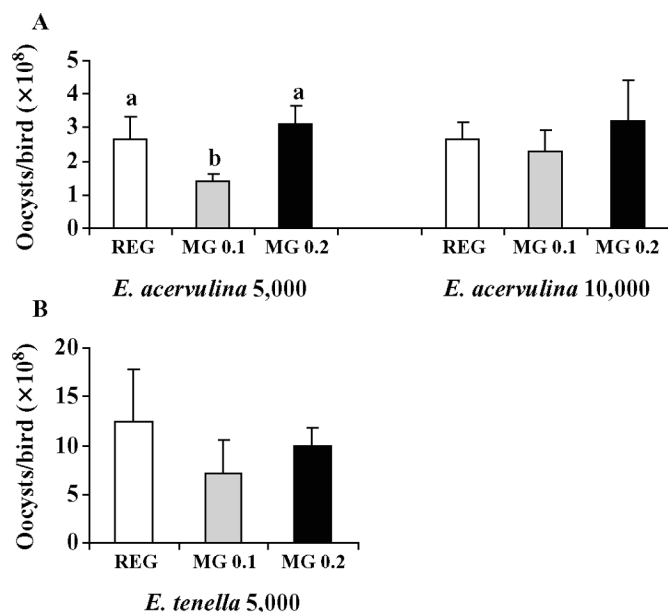 A
Oocysts/bird (×10⁸)
5
4
3
2
1
0
a
b
a
REG MG 0.1 MG 0.2 REG MG 0.1 MG 0.2
E. acervulina 5,000 E. acervulina 10,000
B
Oocysts/bird (×10⁸)
20
15
10
5
0
REG MG 0.1 MG 0.2
E. tenella 5,000